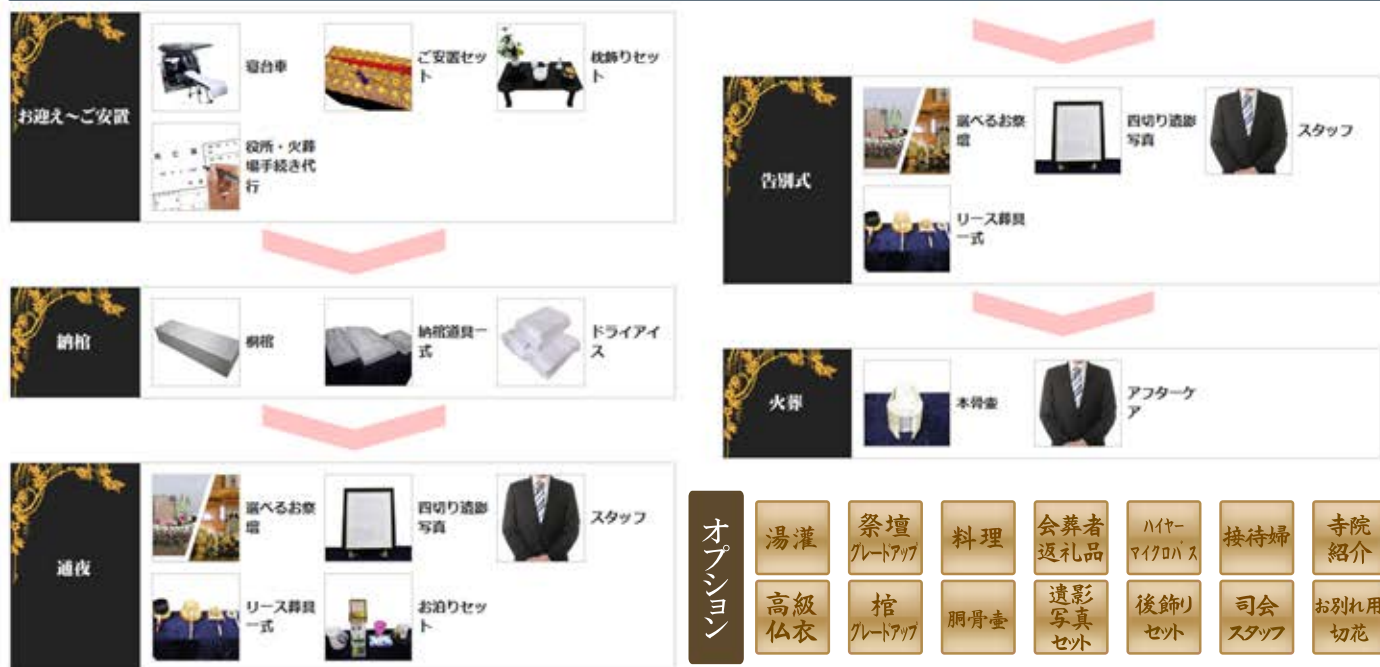 お迎え～ご安置
寝台車
ご安置セッ
ト
枕飾りセッ
ト
役所・火葬
場手続き代
行
納棺
桐棺
納棺道具一
式
ドライアイ
ス
通夜
選べるお祭
壇
四切り遺影
写真
スタッフ
リース葬具
一式
お泊りセッ
ト
告別式
選べるお祭
壇
四切り遺影
写真
スタッフ
リース葬具
一式
火葬
本骨壷
アフターケ
ア
オプション
湯灌
祭壇
グレードアップ
料理
会葬者
返礼品
ハイヤー
マイクロバス
接待婦
寺院
紹介
高級
仏衣
棺
グレードアップ
胴骨壷
遺影
写真
セット
後飾り
セット
司会
スタッフ
お別れ用
切花